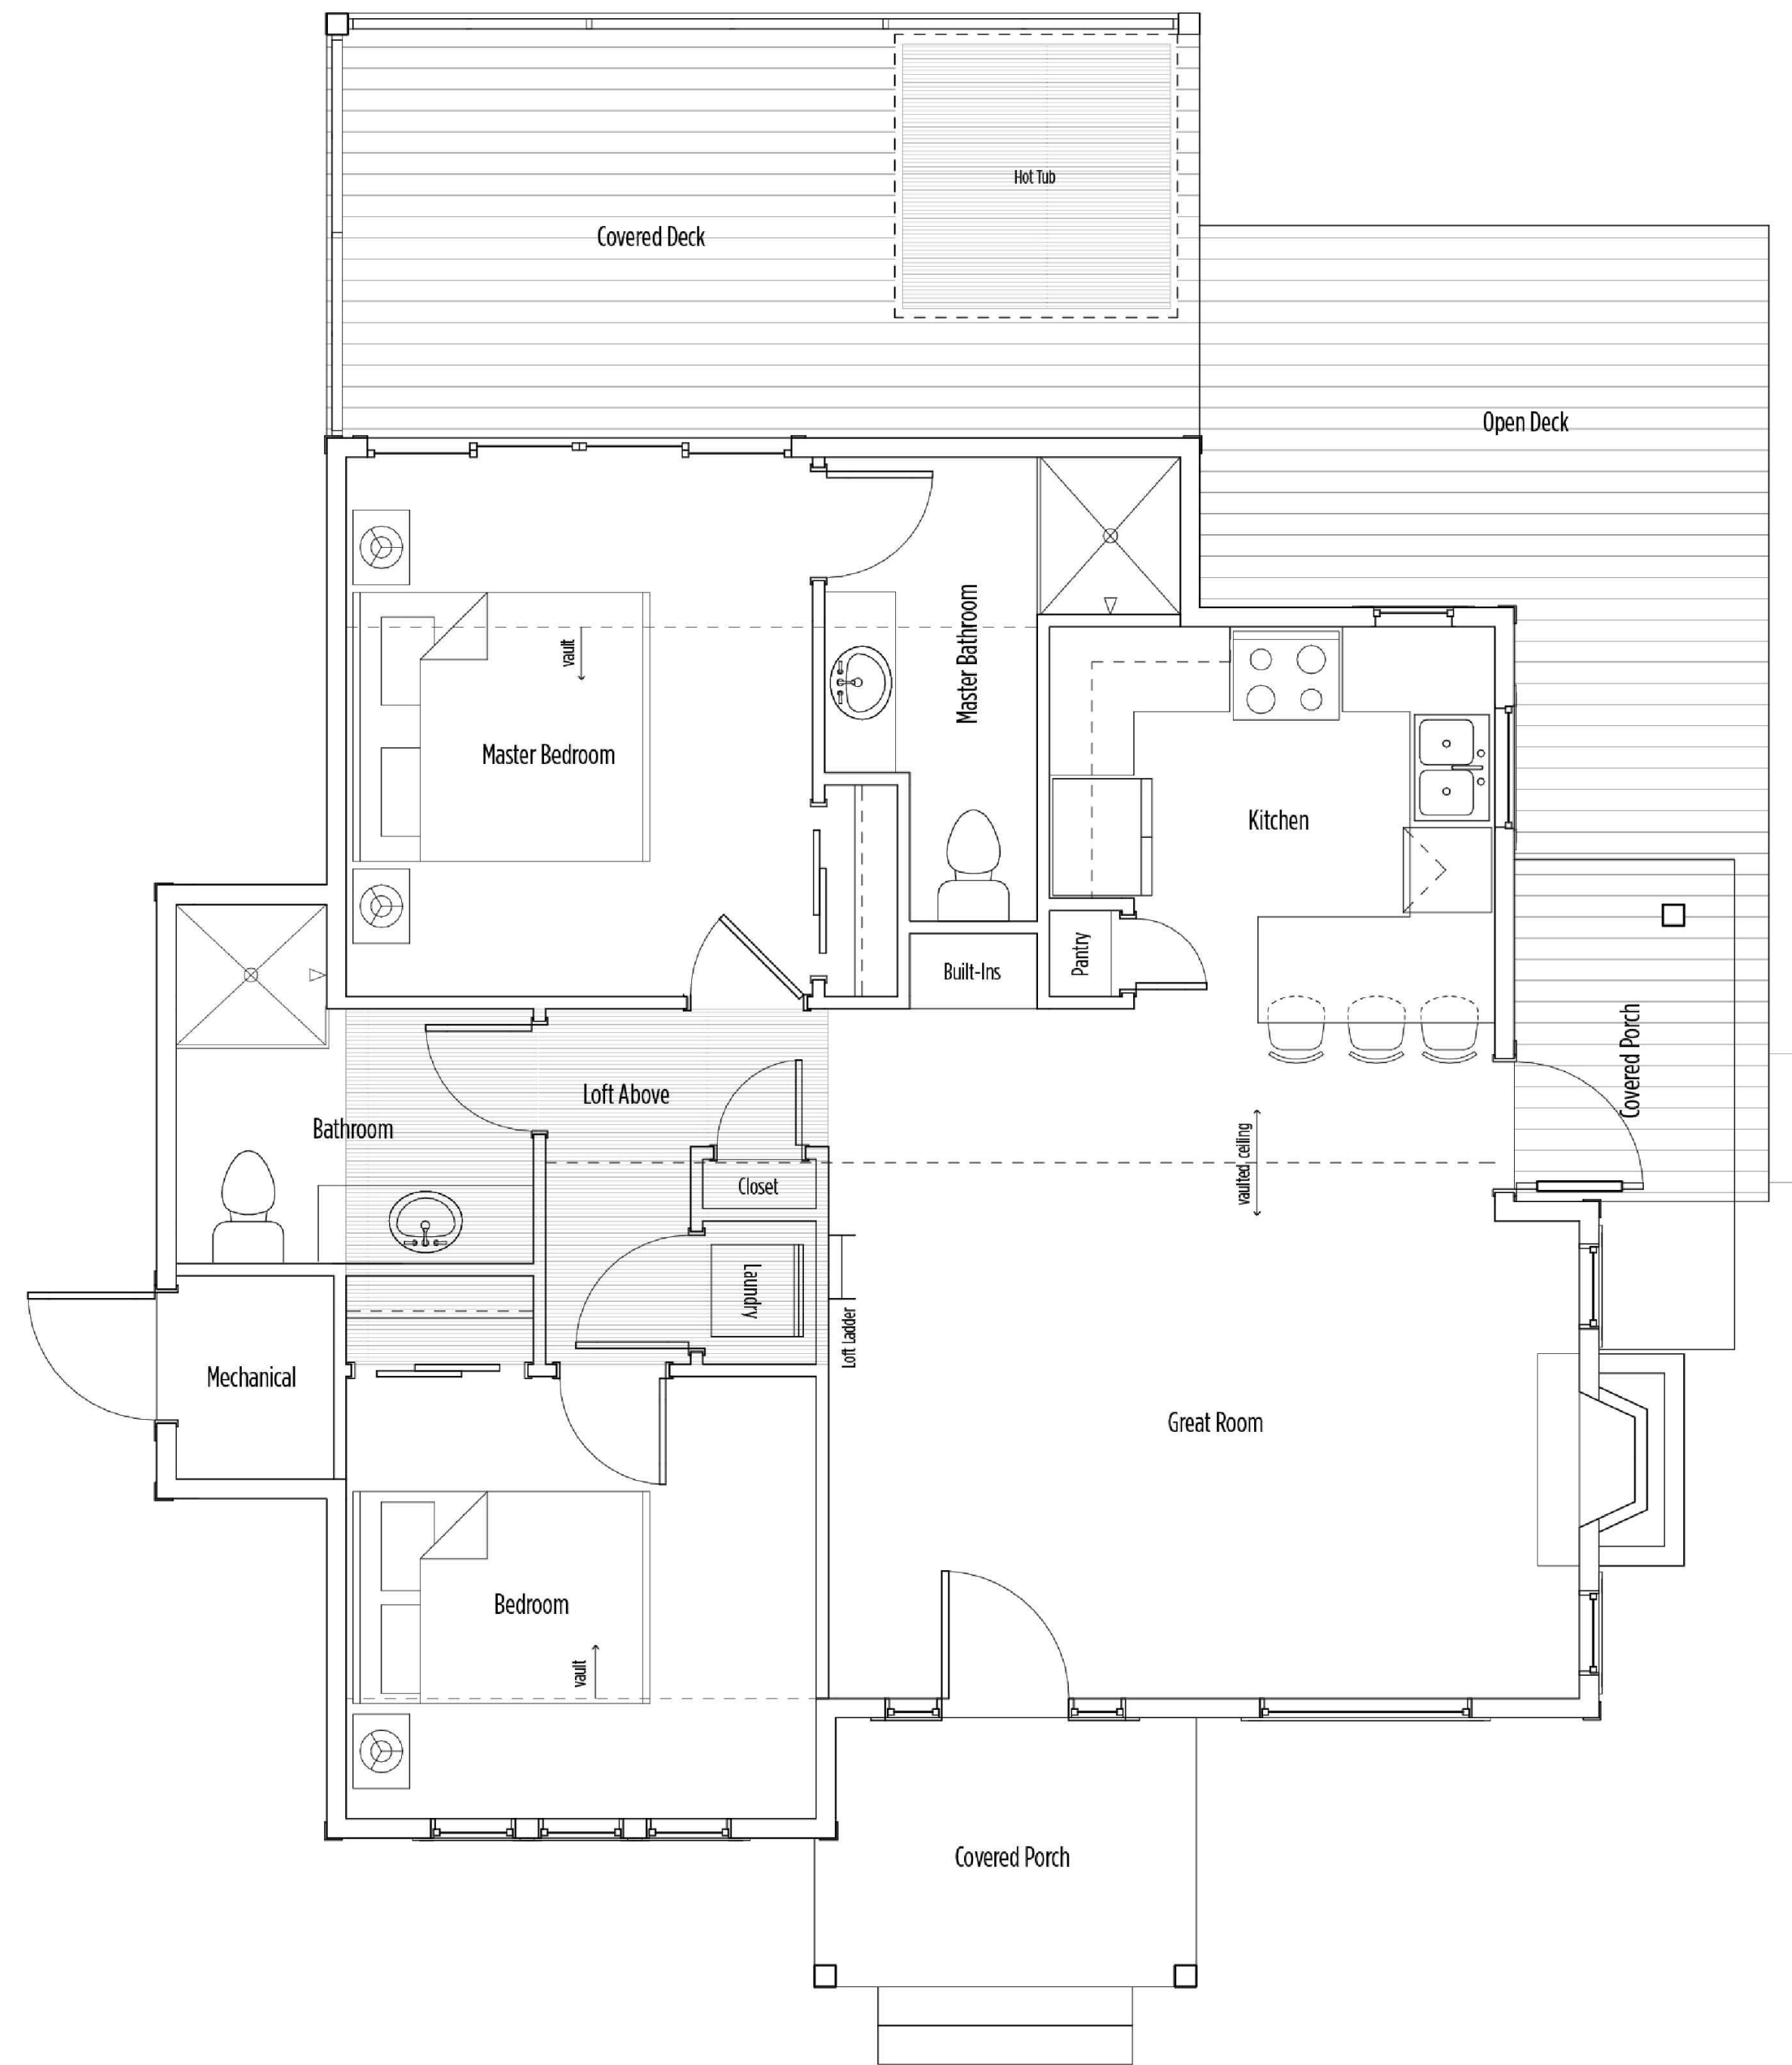 Hot Tub
Covered Deck
Open Deck
vault
Master Bathroom
Master Bedroom
Kitchen
Pantry
Built-Ins
Covered Porch
Loft Above
Bathroom
vaulted ceiling
Closet
Laundry
Loft Ladder
Mechanical
Great Room
Bedroom
vault
Covered Porch